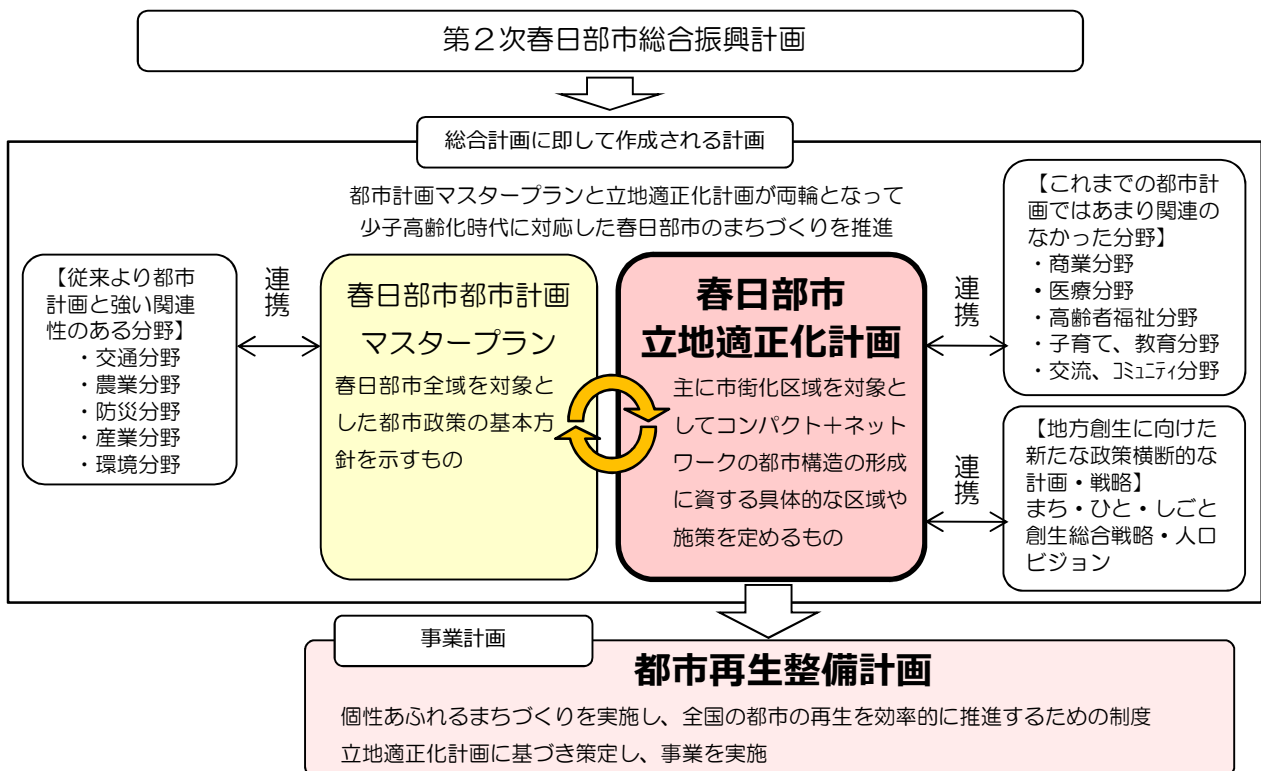 第２次春日部市総合振興計画
総合計画に即して作成される計画
都市計画マスタープランと立地適正化計画が両輪となって
少子高齢化時代に対応した春日部市のまちづくりを推進
【従来より都市
計画と強い関連
性のある分野】
・交通分野
・農業分野
・防災分野
・産業分野
・環境分野
連携
春日部市都市計画
マスタープラン
春日部市全域を対象と
した都市政策の基本方
針を示すもの
春日部市
立地適正化計画
主に市街化区域を対象と
してコンパクト＋ネット
ワークの都市構造の形成
に資する具体的な区域や
施策を定めるもの
連携
【これまでの都市計
画ではあまり関連の
なかった分野】
・商業分野
・医療分野
・高齢者福祉分野
・子育て、教育分野
・交流、ｺﾐｭﾆﾃｨ分野
連携
【地方創生に向けた
新たな政策横断的な
計画・戦略】
まち・ひと・しごと
創生総合戦略・人口
ビジョン
事業計画
都市再生整備計画
個性あふれるまちづくりを実施し、全国の都市の再生を効率的に推進するための制度
立地適正化計画に基づき策定し、事業を実施